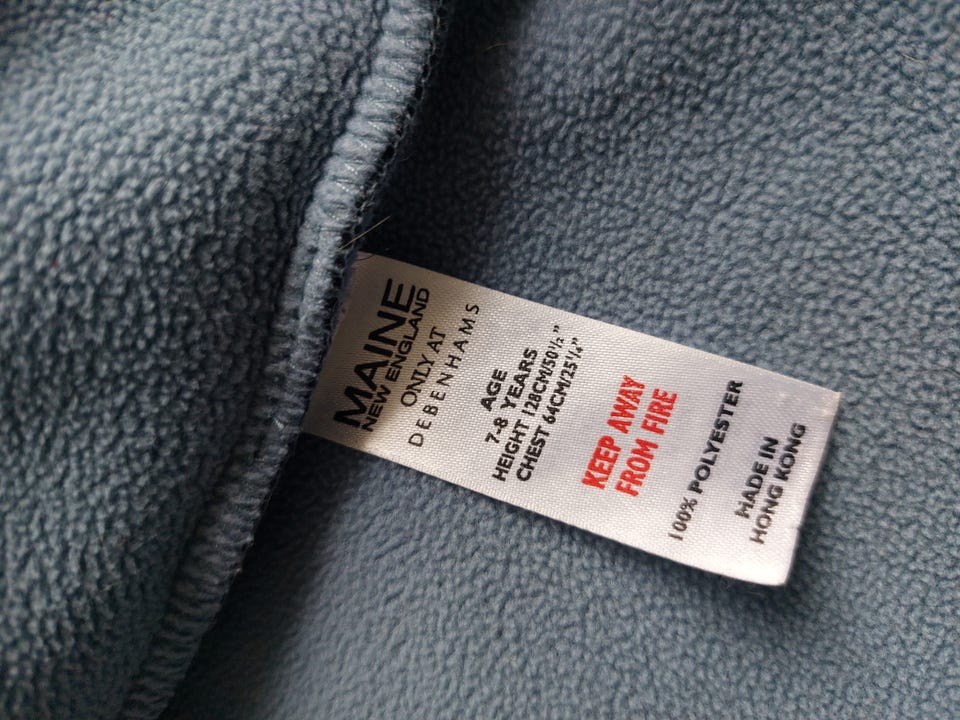 MAINE
NEW ENGLAND
ONLY AT
DEBENHAMS
AGE
7-8 YEARS
HEIGHT 128CM/50½"
CHEST 64CM/25¼"
KEEP AWAY
FROM FIRE
100% POLYESTER
MADE IN
HONG KONG